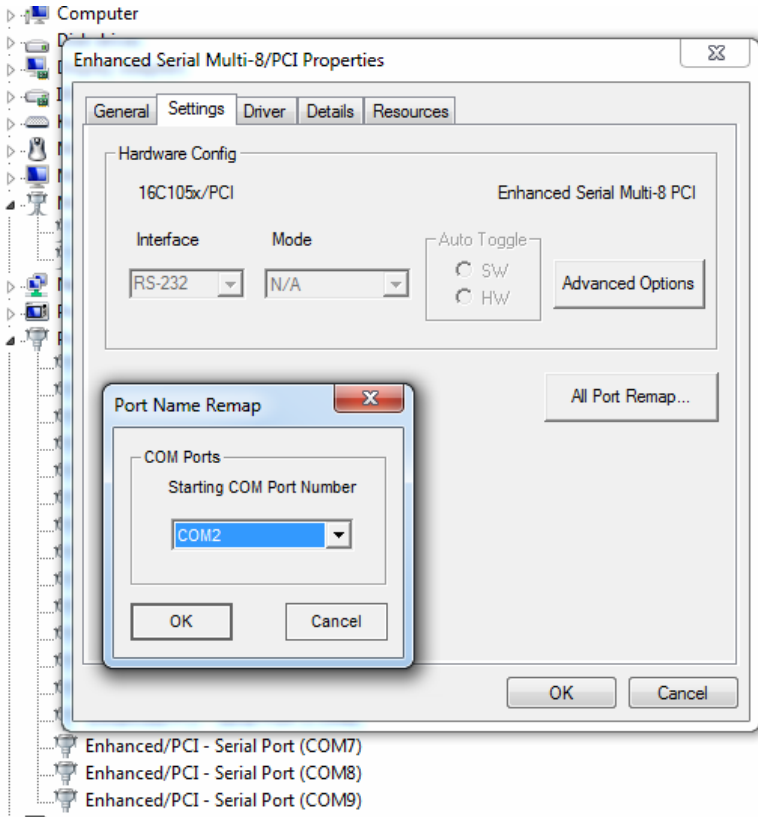 Computer
Enhanced Serial Multi-8/PCI Properties
General Settings Driver Details Resources
Hardware Config
16C105x/PCI Enhanced Serial Multi-8 PCI
Interface Mode Auto Toggle
RS-232 N/A SW Advanced Options
HW
All Port Remap...
Port Name Remap
COM Ports
Starting COM Port Number
COM2
OK Cancel
OK Cancel
Enhanced/PCI - Serial Port (COM7)
Enhanced/PCI - Serial Port (COM8)
Enhanced/PCI - Serial Port (COM9)